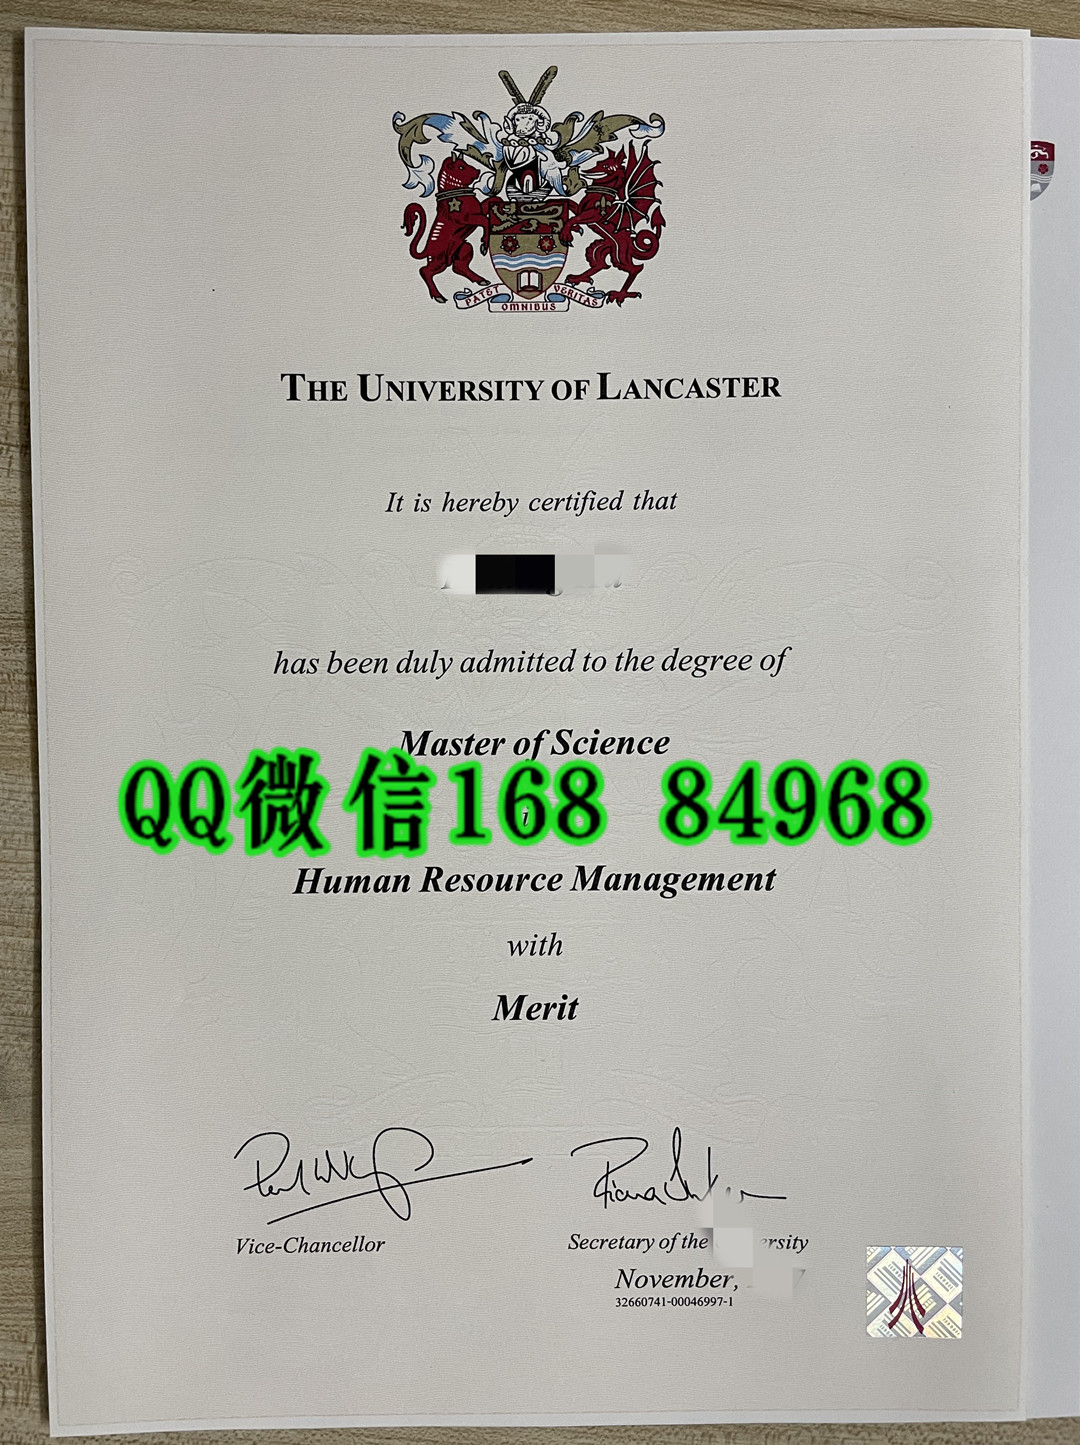 PATET OMNIBUS VERITAS
THE UNIVERSITY OF LANCASTER
It is hereby certified that
has been duly admitted to the degree of
Master of Science
QQ微信168 84968
Human Resource Management
with
Merit
Vice-Chancellor
Secretary of the
November,
32660741-00046997-1